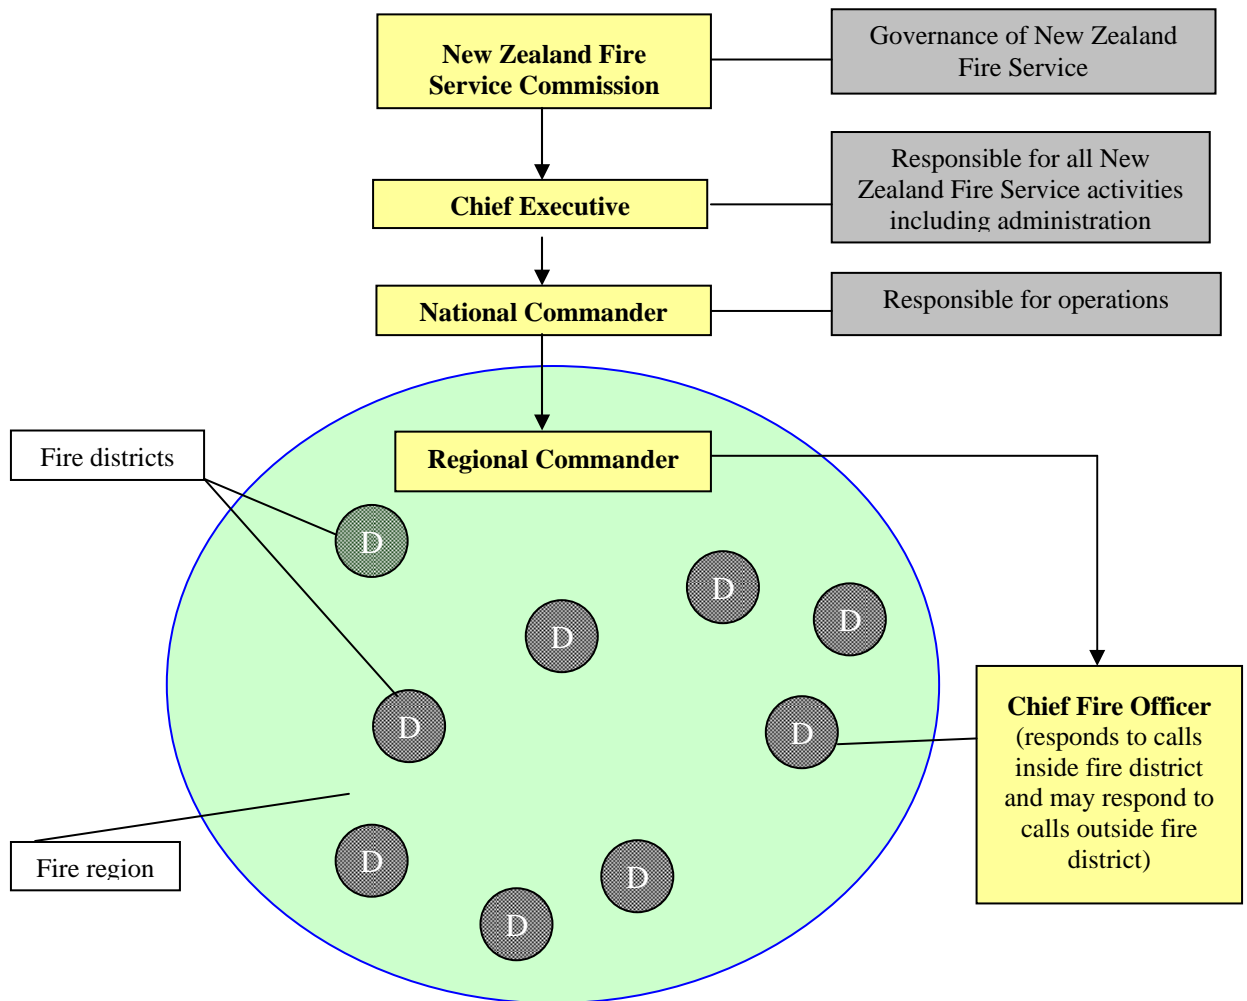 New Zealand Fire
Service Commission
Governance of New Zealand
Fire Service
Chief Executive
Responsible for all New
Zealand Fire Service activities
including administration
National Commander
Responsible for operations
Regional Commander
Fire districts
D
D
D
D
D
D
D
D
D
Chief Fire Officer
(responds to calls
inside fire district
and may respond to
calls outside fire
district)
Fire region